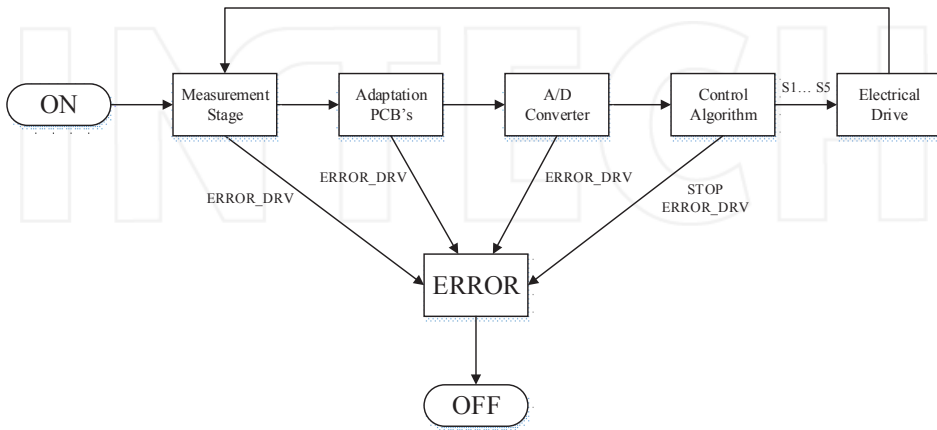 INTECH
ON
Measurement
Stage
Adaptation
PCB's
A/D
Converter
Control
Algorithm
S1... S5
Electrical
Drive
ERROR_DRV
ERROR_DRV
ERROR_DRV
STOP
ERROR_DRV
ERROR
OFF